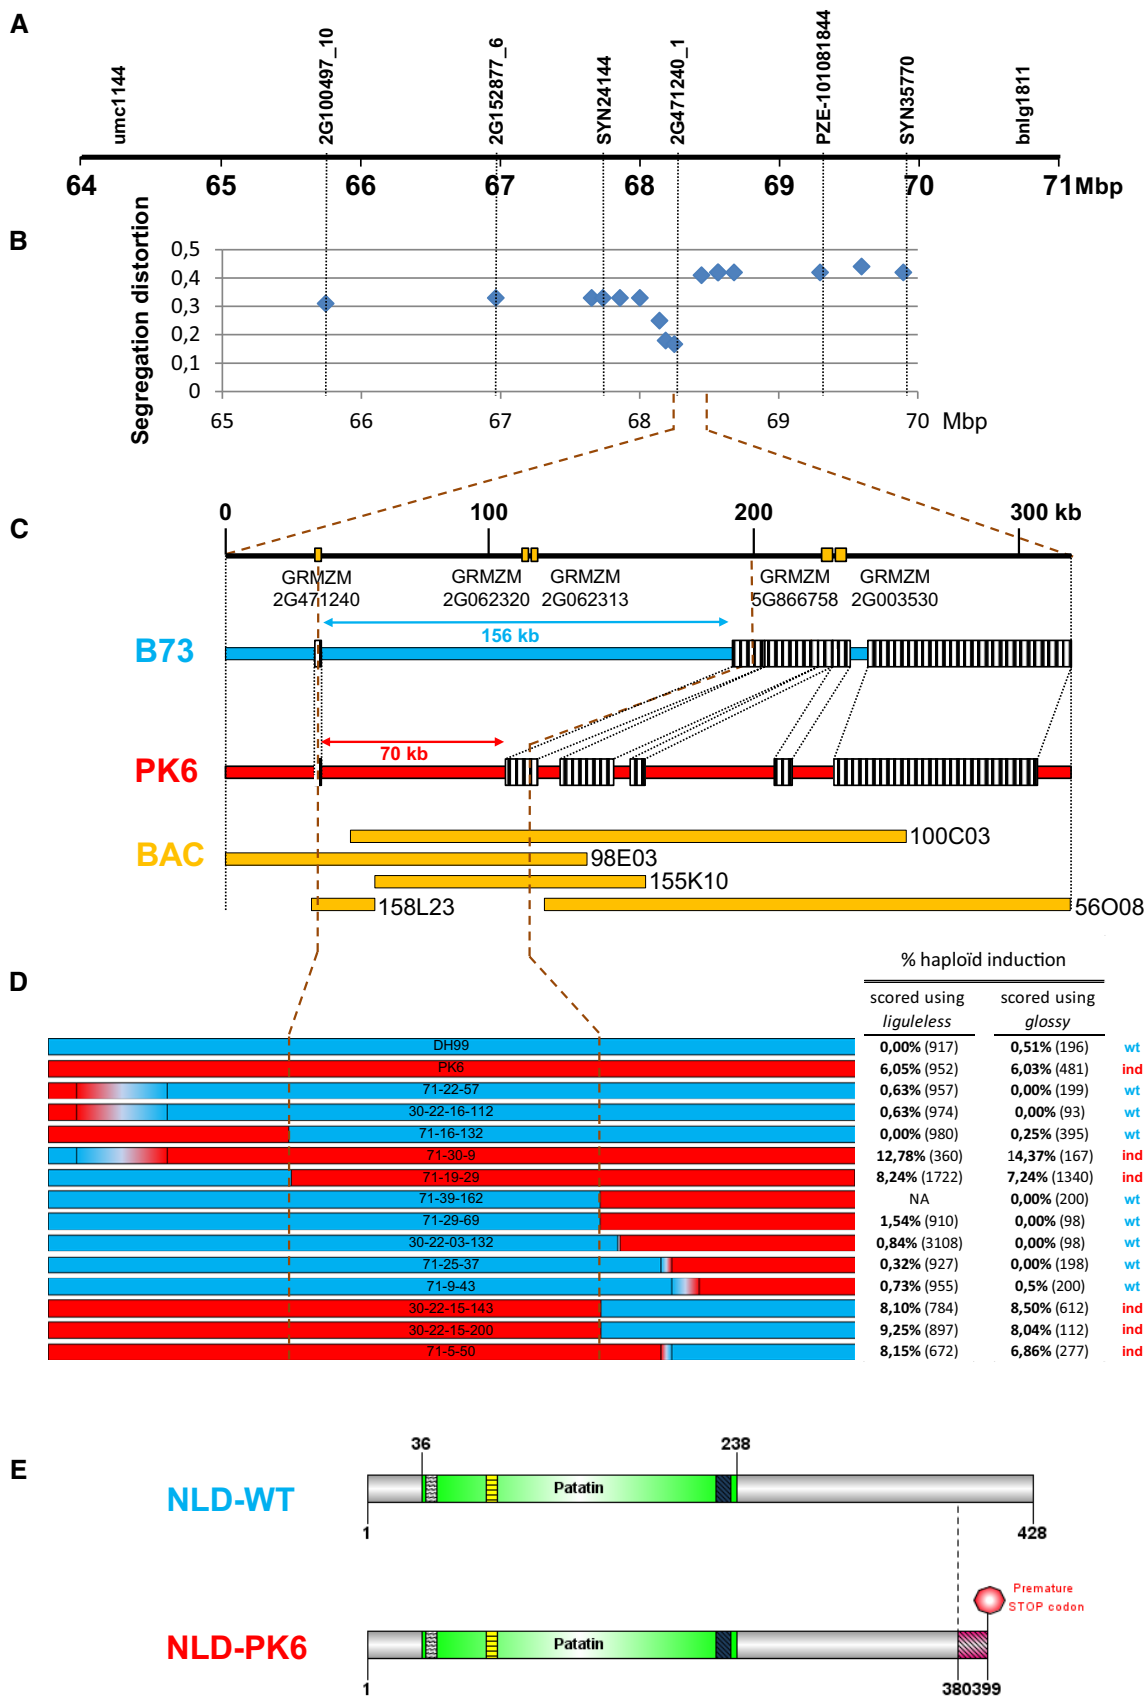 A
umc1144
2G100497_10
2G152877_6
SYN24144
2G471240_1
PZE-101081844
SYN35770
bnlg1811
64 65 66 67 68 69 70 71 Mbp
B
Segregation distortion
0,5
0,4
0,3
0,2
0,1
0
65 66 67 68 69 70 Mbp
C
0 100 200 300 kb
GRMZM GRMZM GRMZM GRMZM GRMZM
2G471240 2G062320 2G062313 5G866758 2G003530
156 kb
B73
70 kb
PK6
BAC
100C03
98E03
155K10
158L23
56O08
D
% haploïd induction
scored using scored using
liguleless glossy
DH99 0,00% (917) 0,51% (196) wt
PK6 6,05% (952) 6,03% (481) ind
71-22-57 0,63% (957) 0,00% (199) wt
30-22-16-112 0,63% (974) 0,00% (93) wt
71-16-132 0,00% (980) 0,25% (395) wt
71-30-9 12,78% (360) 14,37% (167) ind
71-19-29 8,24% (1722) 7,24% (1340) ind
71-39-162 NA 0,00% (200) wt
71-29-69 1,54% (910) 0,00% (98) wt
30-22-03-132 0,84% (3108) 0,00% (98) wt
71-25-37 0,32% (927) 0,00% (198) wt
71-9-43 0,73% (955) 0,5% (200) wt
30-22-15-143 8,10% (784) 8,50% (612) ind
30-22-15-200 9,25% (897) 8,04% (112) ind
71-5-50 8,15% (672) 6,86% (277) ind
E
36 238
NLD-WT
Patatin
1 428
Premature
STOP codon
NLD-PK6
Patatin
1 380399